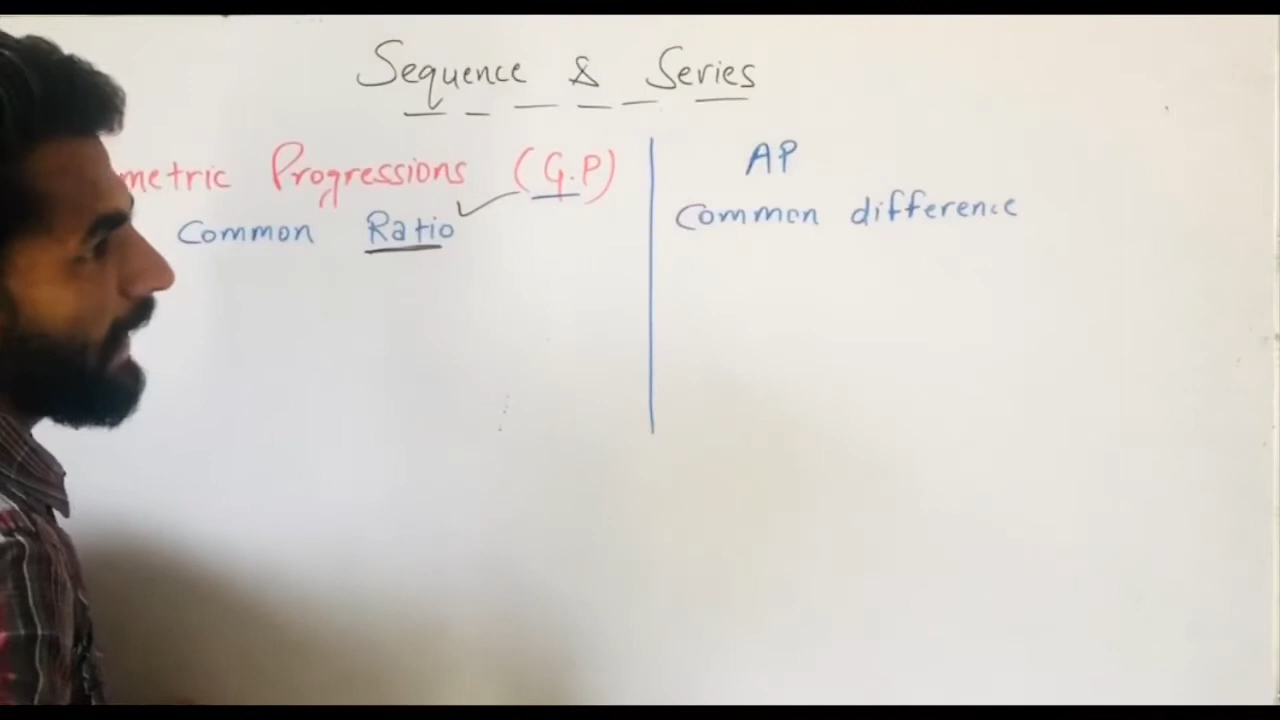 Sequence & Series
metric Progressions (G.P)
Common Ratio
AP
Common difference